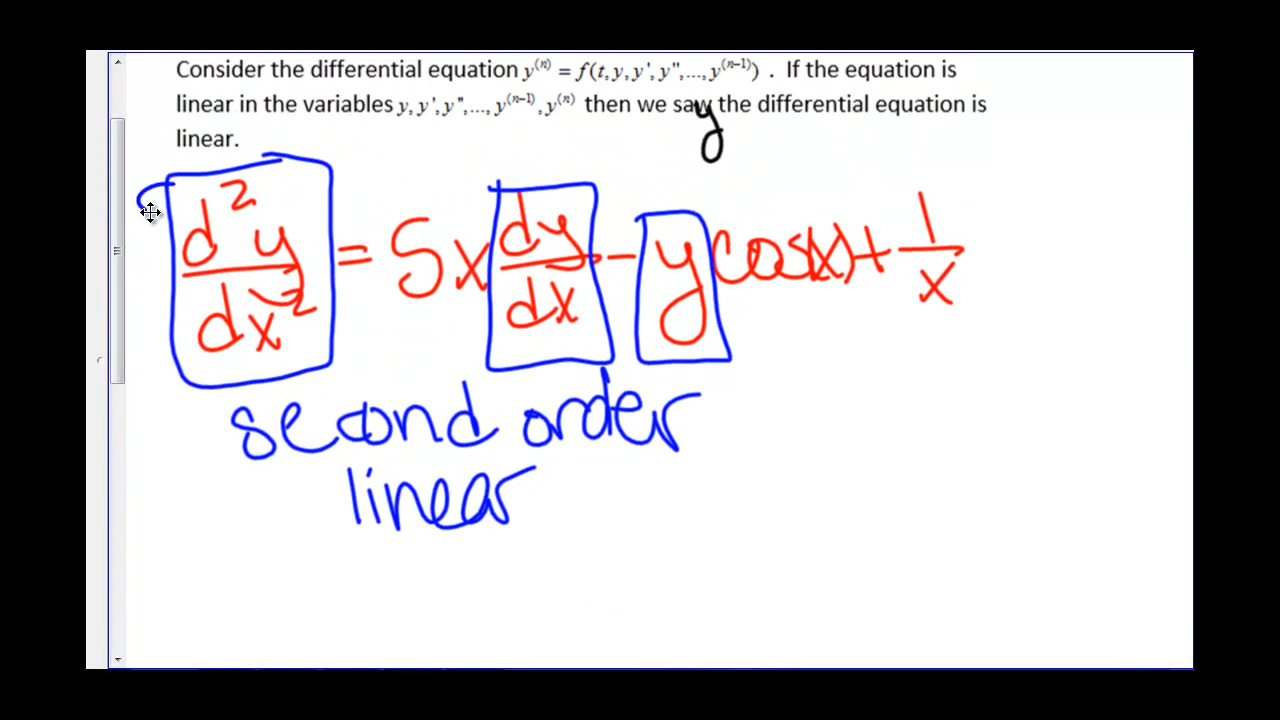 Consider the differential equation y⁽ⁿ⁾ = f(t, y, y', y'', ..., y⁽ⁿ⁻¹⁾) . If the equation is
linear in the variables y, y', y'', ..., y⁽ⁿ⁻¹⁾, y⁽ⁿ⁾ then we say the differential equation is
linear.
y
d²y/dx² = 5x dy/dx - y cos(x) + 1/x
second order
linear